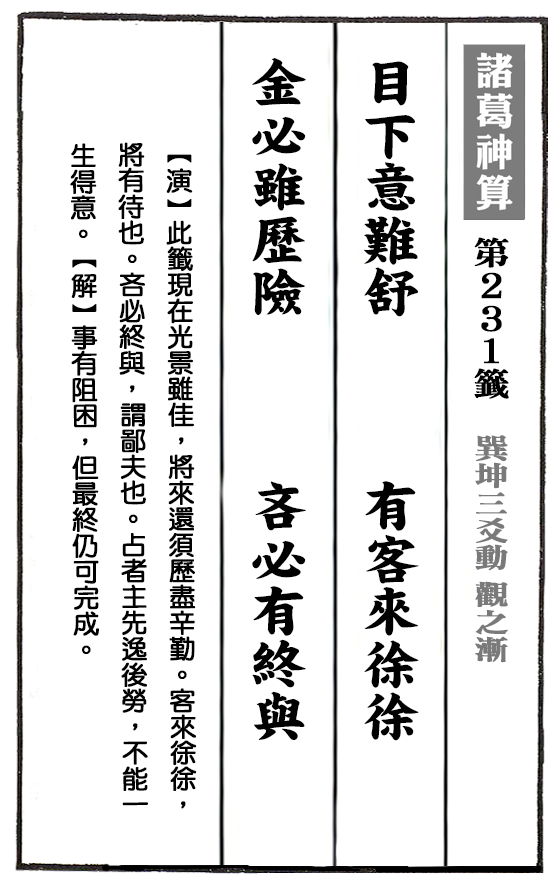 諸葛神算 第231籤 巽坤三爻動 觀之漸
目下意難舒 有客來徐徐
金必雖歷險 吝必有終與
【演】此籤現在光景雖佳，將來還須歷盡辛勤。客來徐徐，
將有待也。吝必終與，謂鄙夫也。占者主先逸後勞，不能一
生得意。【解】事有阻困，但最終仍可完成。